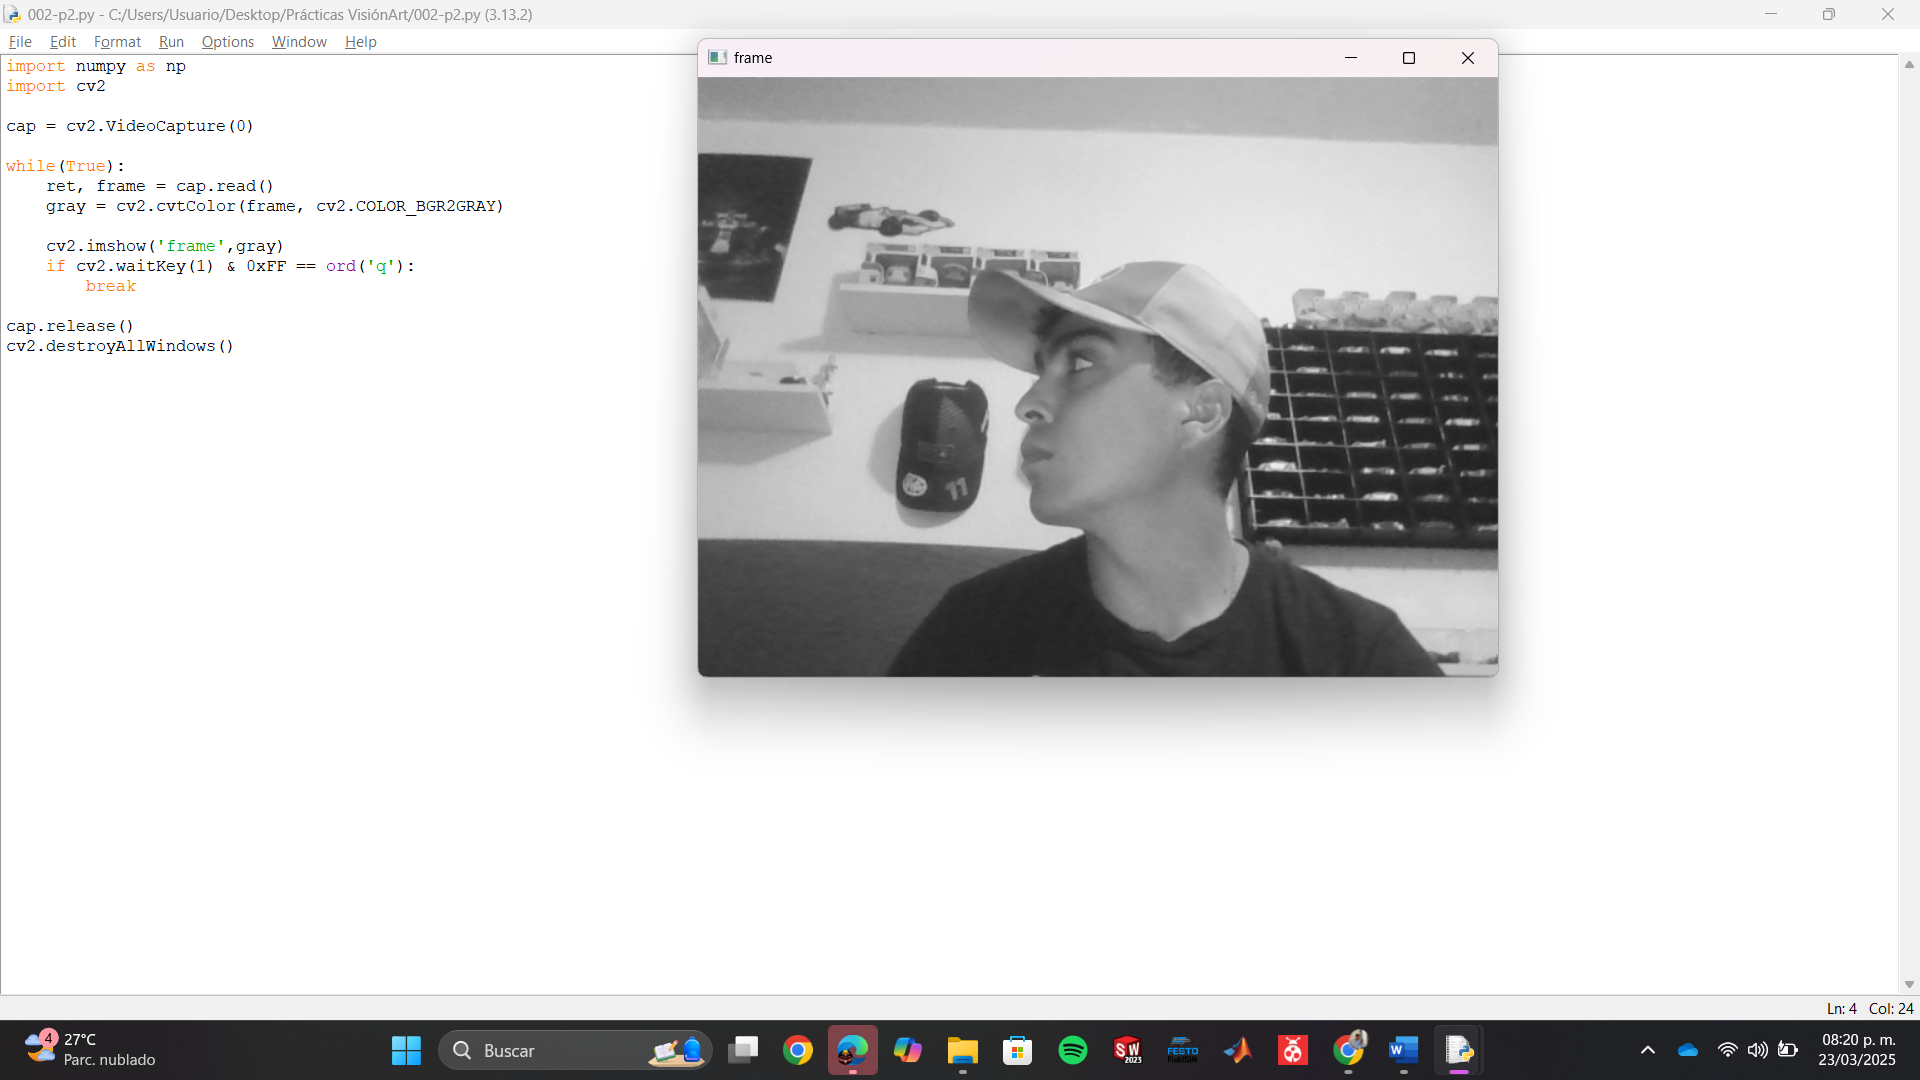 002-p2.py - C:/Users/Usuario/Desktop/Prácticas VisiónArt/002-p2.py (3.13.2)
File Edit Format Run Options Window Help
import numpy as np
import cv2
cap = cv2.VideoCapture(0)
while(True):
    ret, frame = cap.read()
    gray = cv2.cvtColor(frame, cv2.COLOR_BGR2GRAY)
    cv2.imshow('frame',gray)
    if cv2.waitKey(1) & 0xFF == ord('q'):
        break
cap.release()
cv2.destroyAllWindows()
frame
11
Ln: 4 Col: 24
4
27°C
Parc. nublado
Buscar
SW
2023
FESTO
FluidSIM
W
08:20 p. m.
23/03/2025